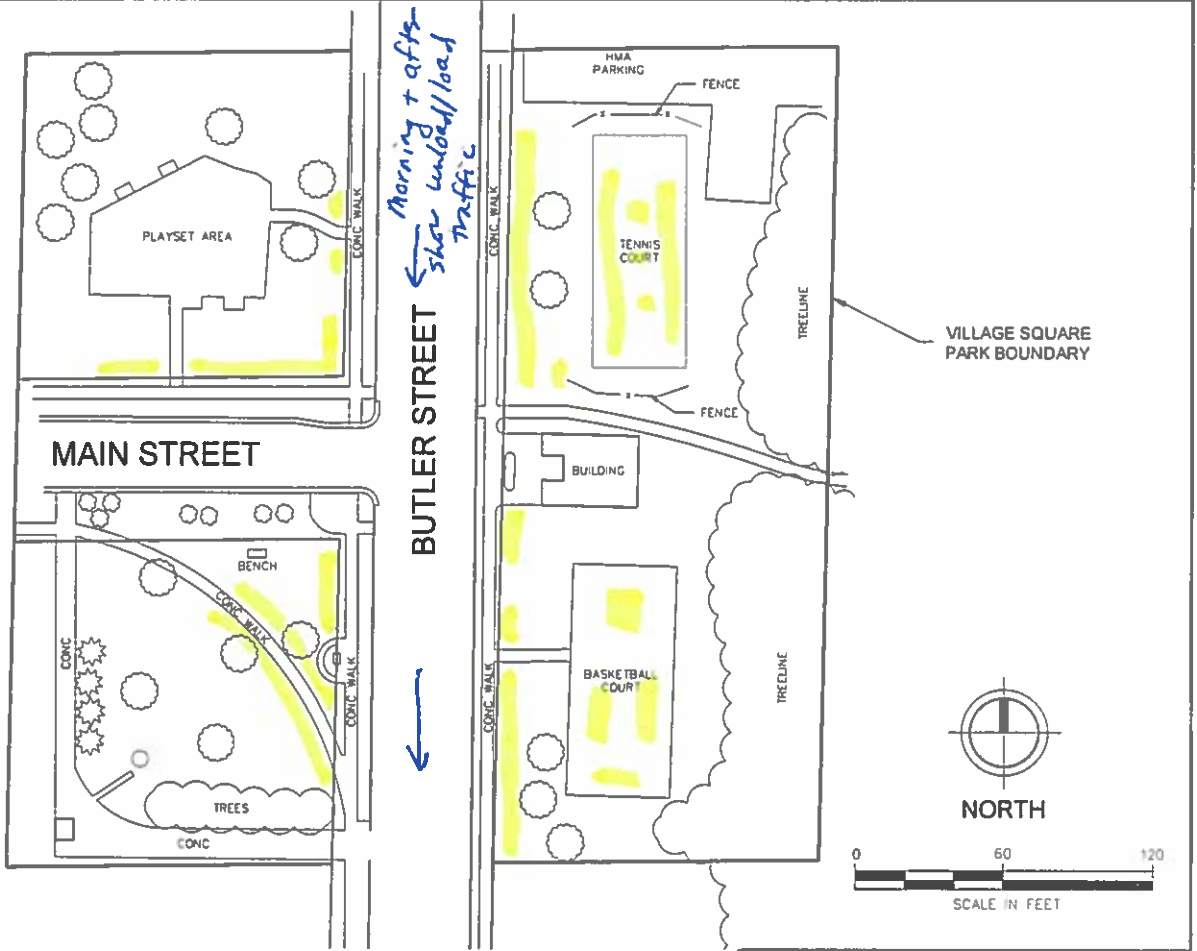 HMA
PARKING
FENCE
Morning + after
show unload/load
traffic
CONC WALK
CONC WALK
PLAYSET AREA
TENNIS
COURT
TREELINE
VILLAGE SQUARE
PARK BOUNDARY
BUTLER STREET
FENCE
MAIN STREET
BUILDING
BENCH
CONC WALK
CONC
CONC WALK
CONC WALK
BASKETBALL
COURT
TREELINE
TREES
CONC
NORTH
0 60 120
SCALE IN FEET